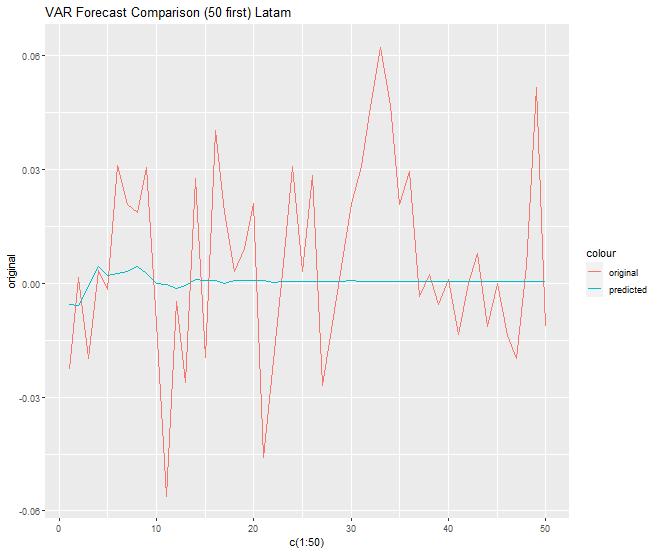 VAR Forecast Comparison (50 first) Latam
0.06
0.03
0.00
-0.03
-0.06
original
0
10
20
30
40
50
c(1:50)
colour
original
predicted